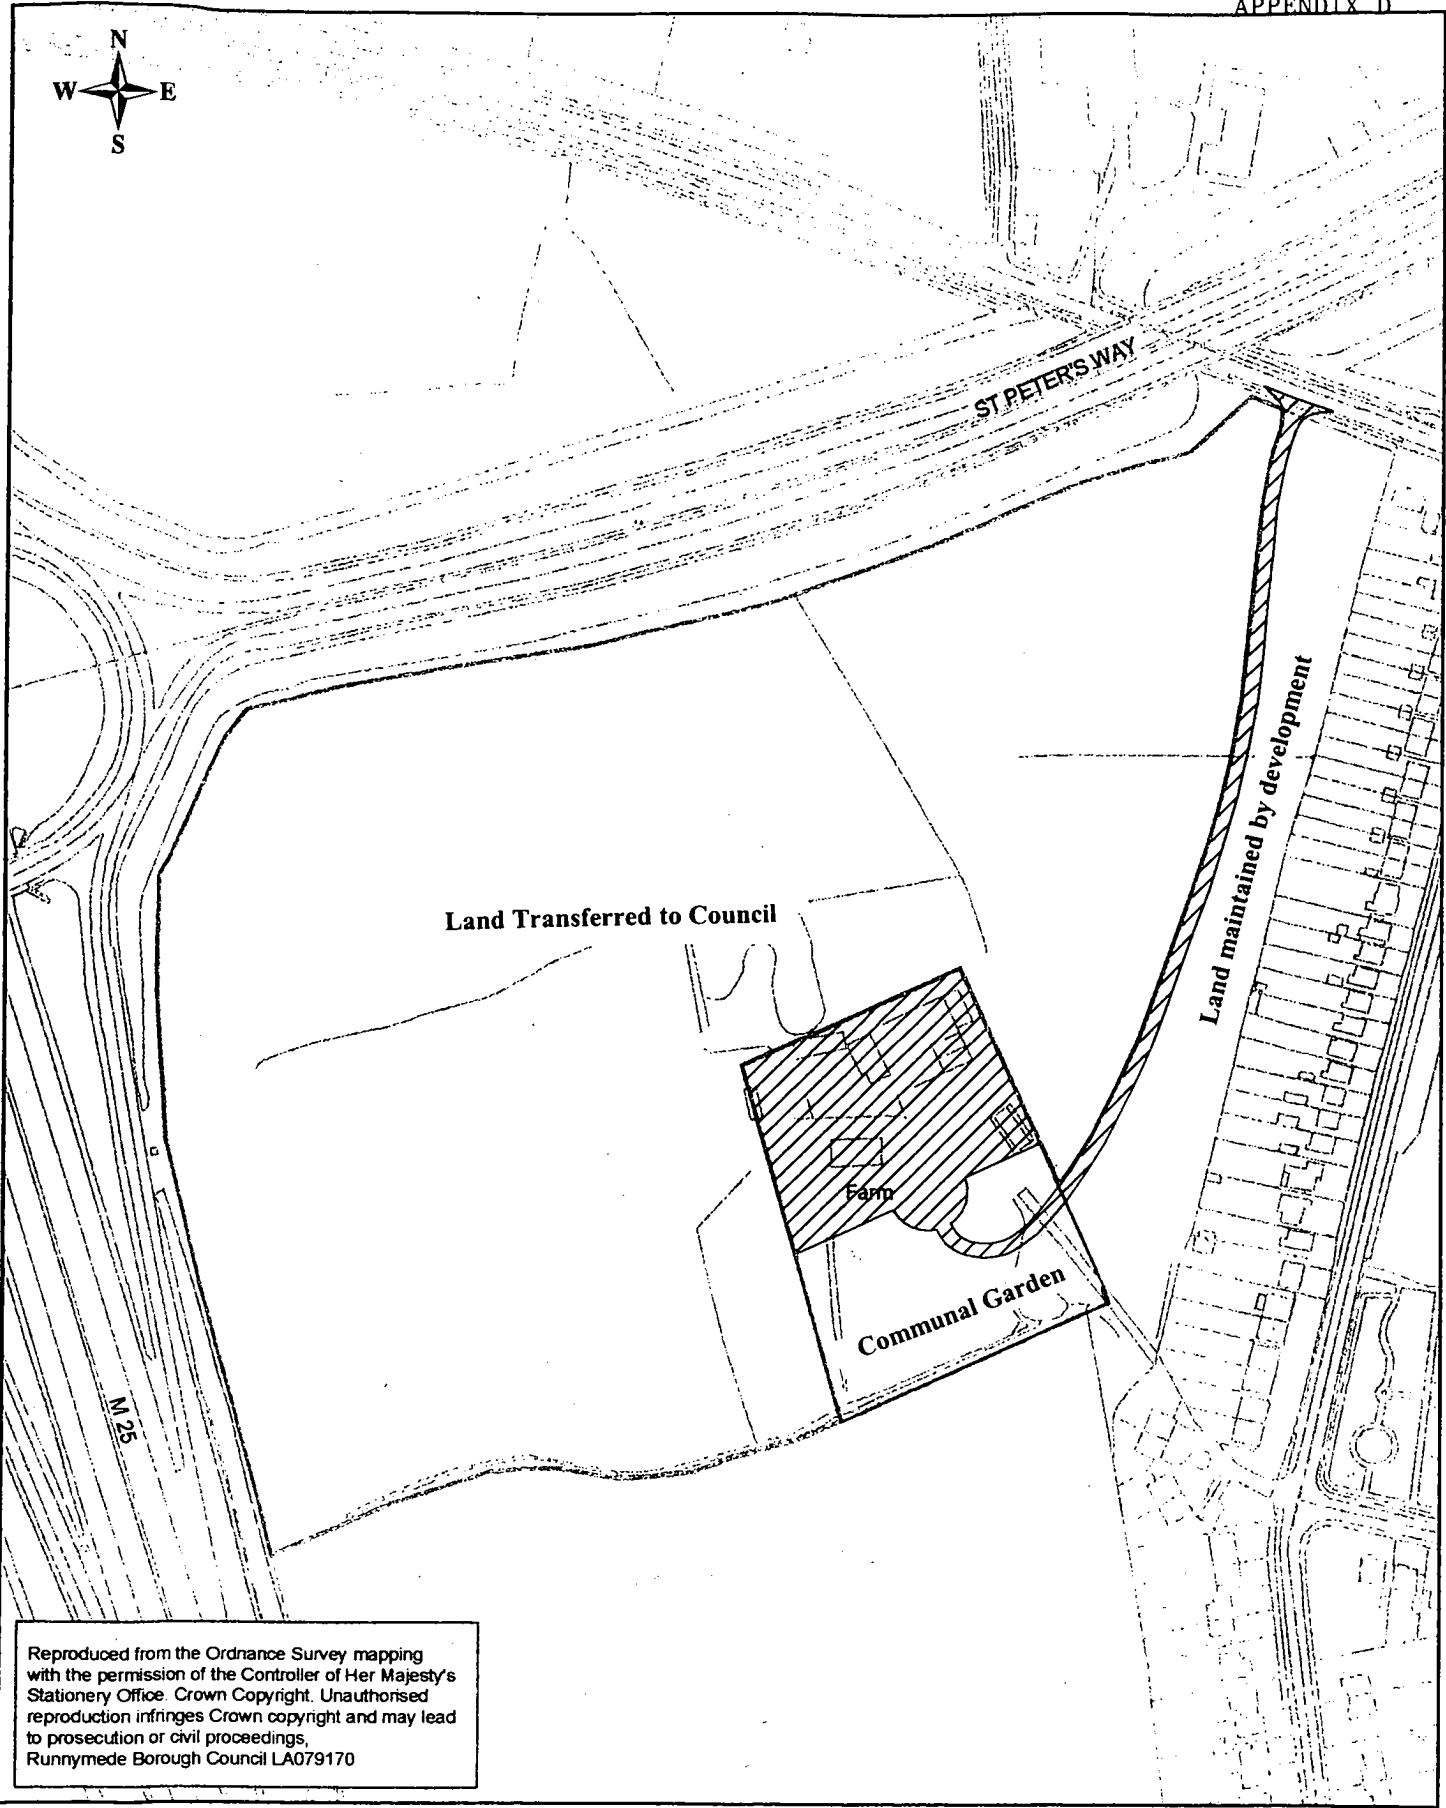 APPENDIX D
N
W E
S
ST PETER'S WAY
Land maintained by development
Land Transferred to Council
Farm
Communal Garden
M 25
Reproduced from the Ordnance Survey mapping
with the permission of the Controller of Her Majesty's
Stationery Office. Crown Copyright. Unauthorised
reproduction infringes Crown copyright and may lead
to prosecution or civil proceedings,
Runnymede Borough Council LA079170